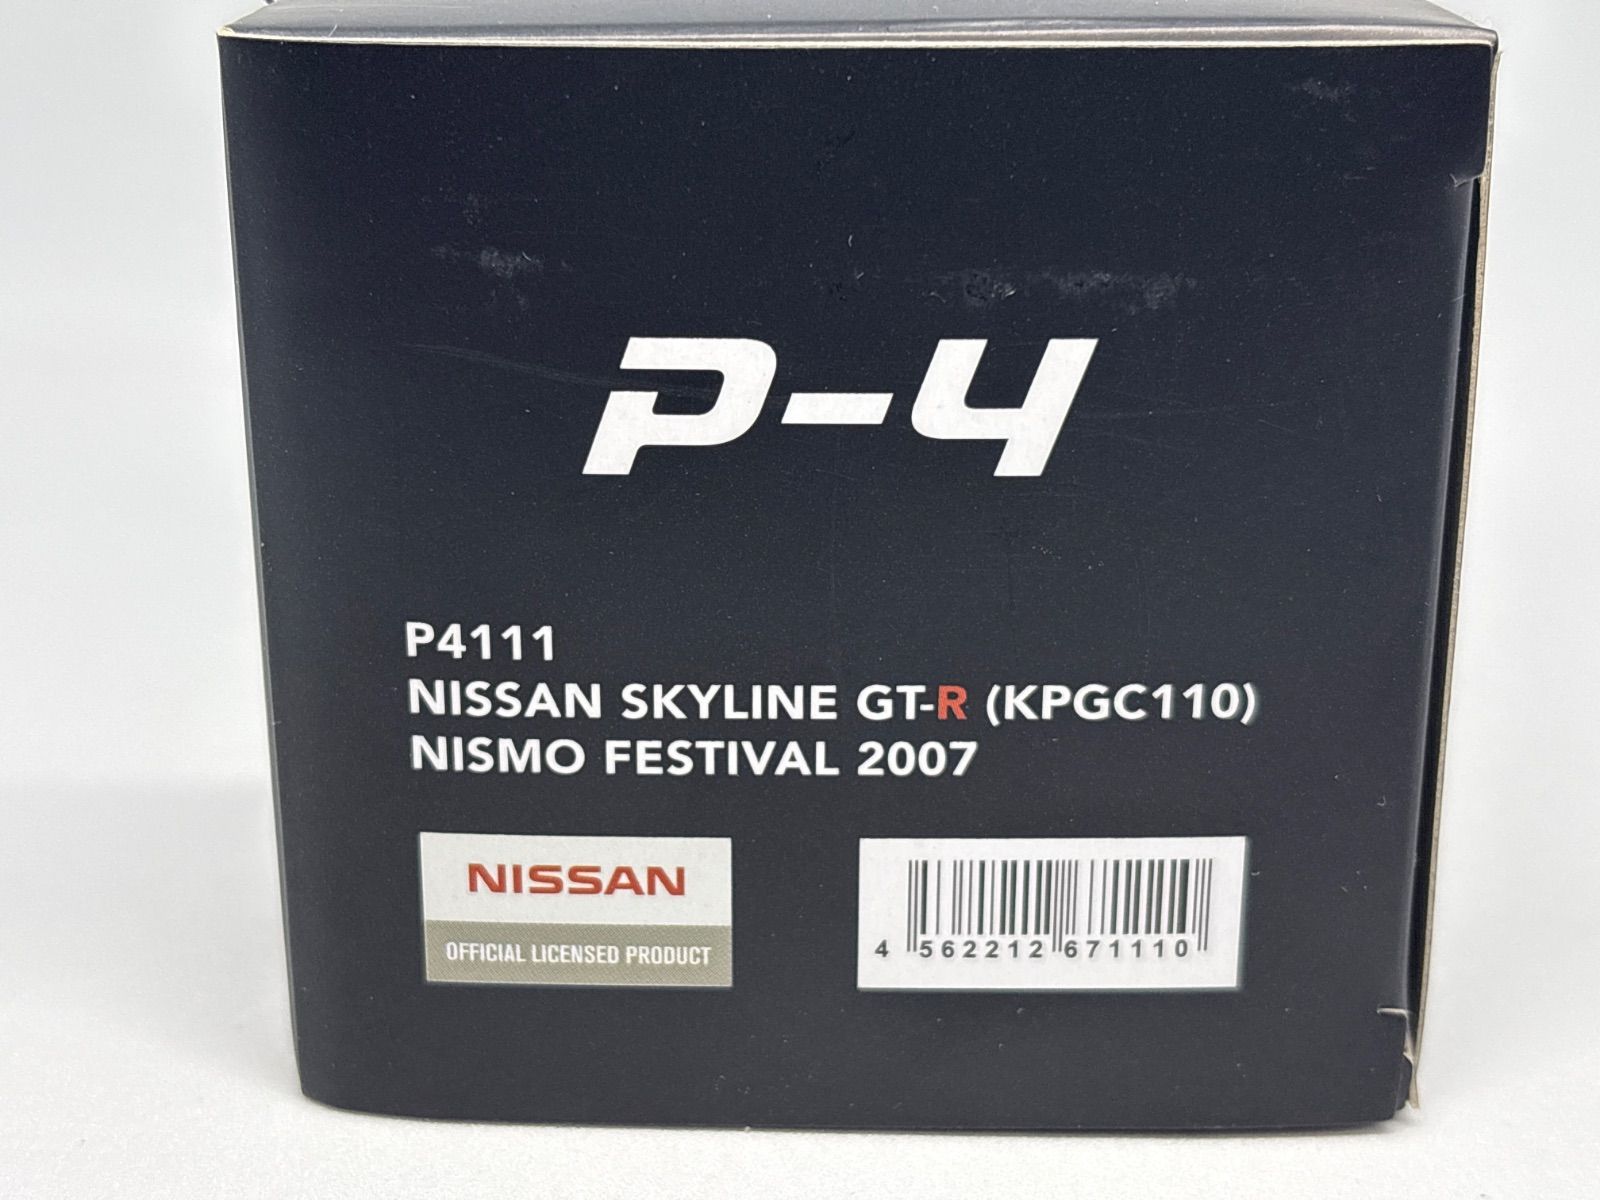 P-4
P4111
NISSAN SKYLINE GT-R (KPGC110)
NISMO FESTIVAL 2007
NISSAN
OFFICIAL LICENSED PRODUCT
4 562212 671110